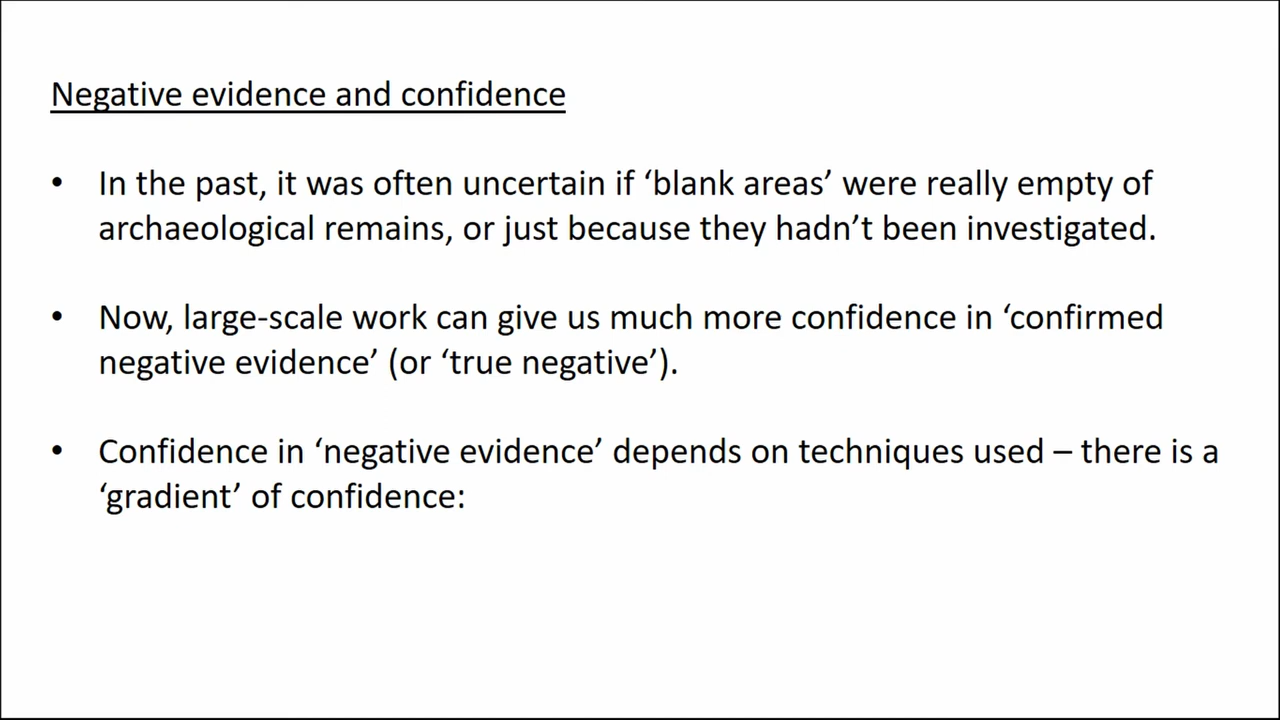 Negative evidence and confidence
• In the past, it was often uncertain if ‘blank areas’ were really empty of
archaeological remains, or just because they hadn’t been investigated.
• Now, large-scale work can give us much more confidence in ‘confirmed
negative evidence’ (or ‘true negative’).
• Confidence in ‘negative evidence’ depends on techniques used – there is a
‘gradient’ of confidence: